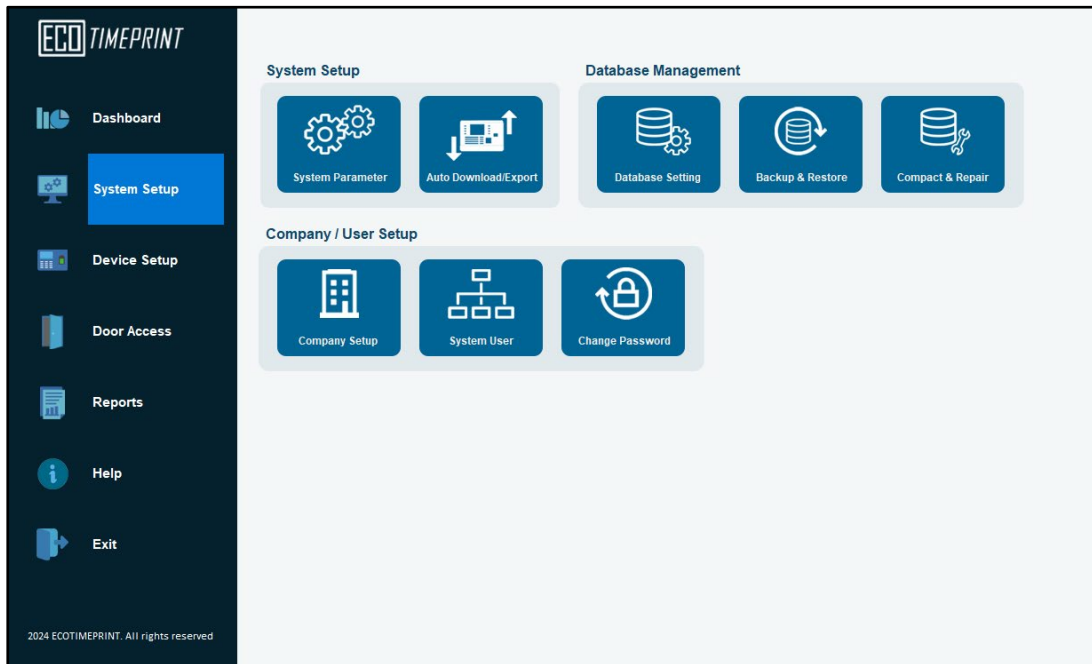 ECO TIMEPRINT
Dashboard
System Setup
Device Setup
Door Access
Reports
Help
Exit
2024 ECOTIMEPRINT. All rights reserved
System Setup
System Parameter
Auto Download/Export
Database Management
Database Setting
Backup & Restore
Compact & Repair
Company / User Setup
Company Setup
System User
Change Password